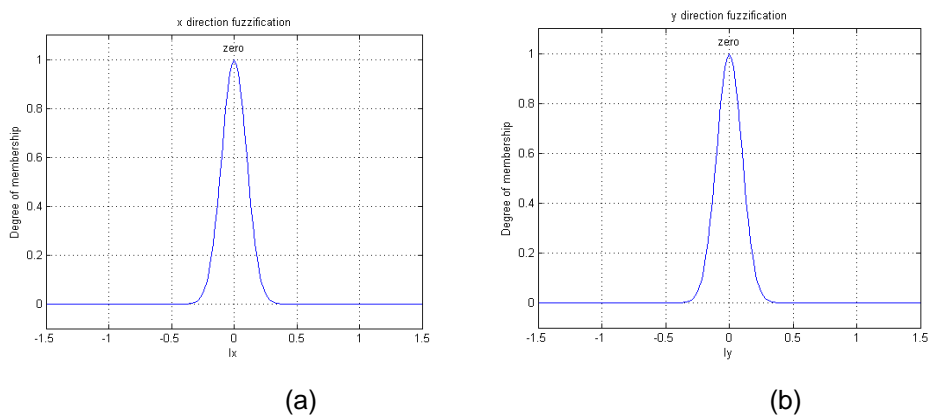 x direction fuzzification
zero
1
0.8
0.6
0.4
0.2
0
Degree of membership
-1.5 -1 -0.5 0 0.5 1 1.5
Ix
(a)
y direction fuzzification
zero
1
0.8
0.6
0.4
0.2
0
Degree of membership
-1.5 -1 -0.5 0 0.5 1 1.5
Iy
(b)